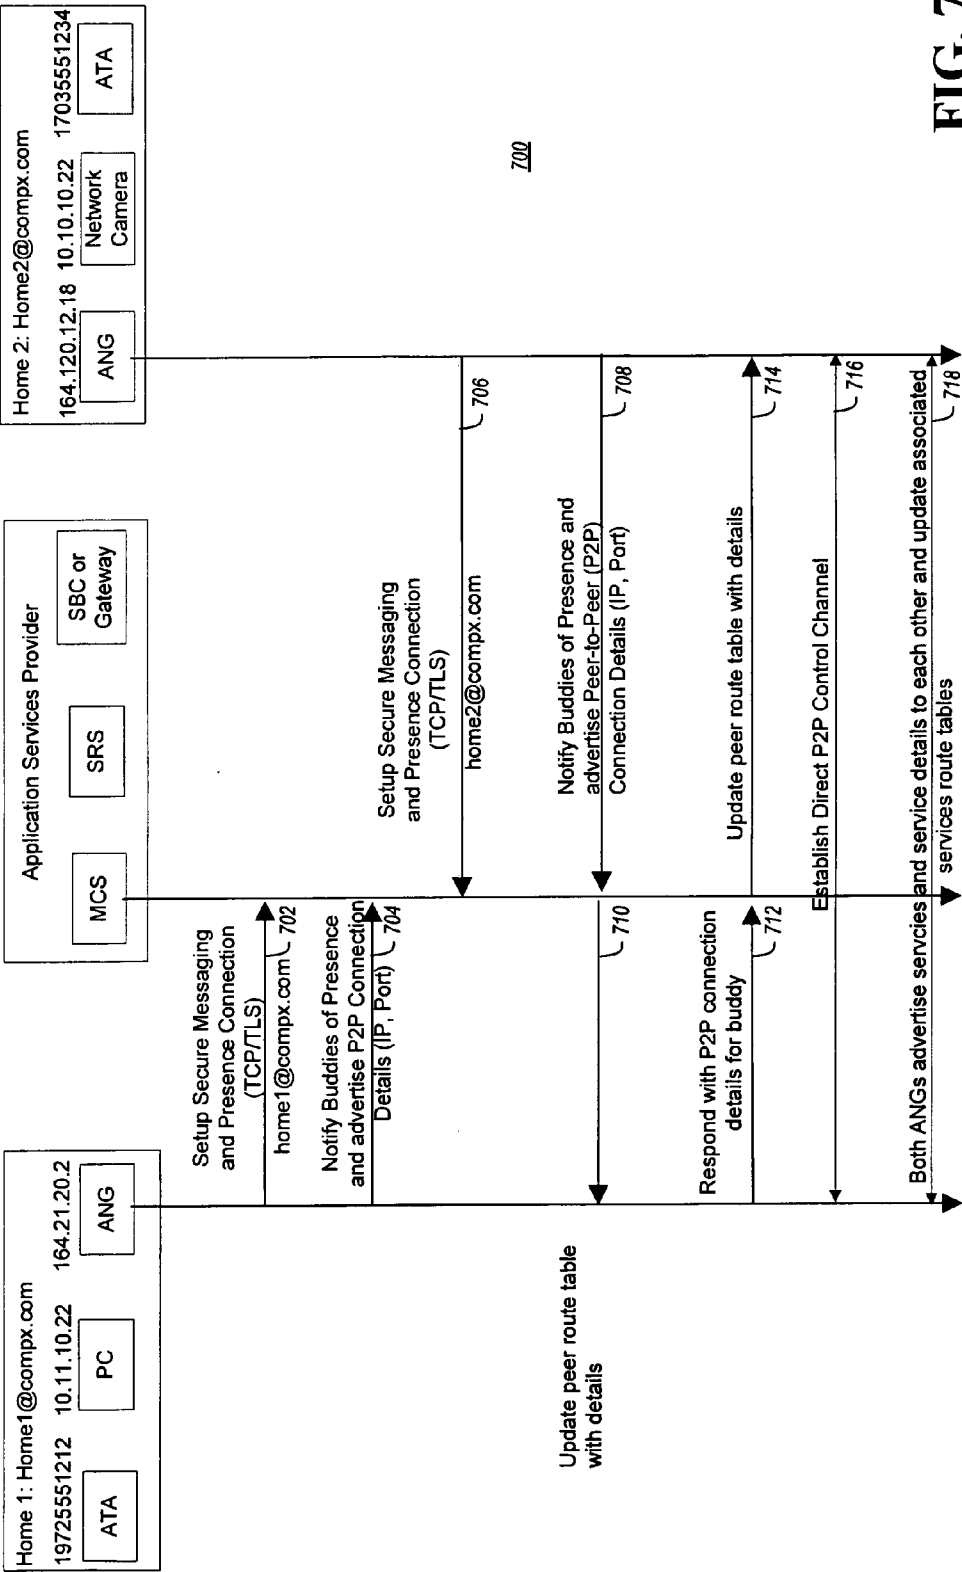 Home 1: Home1@compx.com
19725551212 10.11.10.22 164.21.20.2
ATA
PC
ANG
Application Services Provider
MCS
SRS
SBC or
Gateway
Home 2: Home2@compx.com
164.120.12.18 10.10.10.22 17035551234
ANG
Network
Camera
ATA
Setup Secure Messaging
and Presence Connection
(TCP/TLS)
home1@compx.com
702
Notify Buddies of Presence
and advertise P2P Connection
Details (IP, Port)
704
Setup Secure Messaging
and Presence Connection
(TCP/TLS)
home2@compx.com
706
Notify Buddies of Presence and
advertise Peer-to-Peer (P2P)
Connection Details (IP, Port)
708
700
Update peer route table
with details
710
Respond with P2P connection
details for buddy
712
Update peer route table with details
714
Establish Direct P2P Control Channel
716
Both ANGs advertise servcies and service details to each other and update associated
services route tables
718
FIG. 7